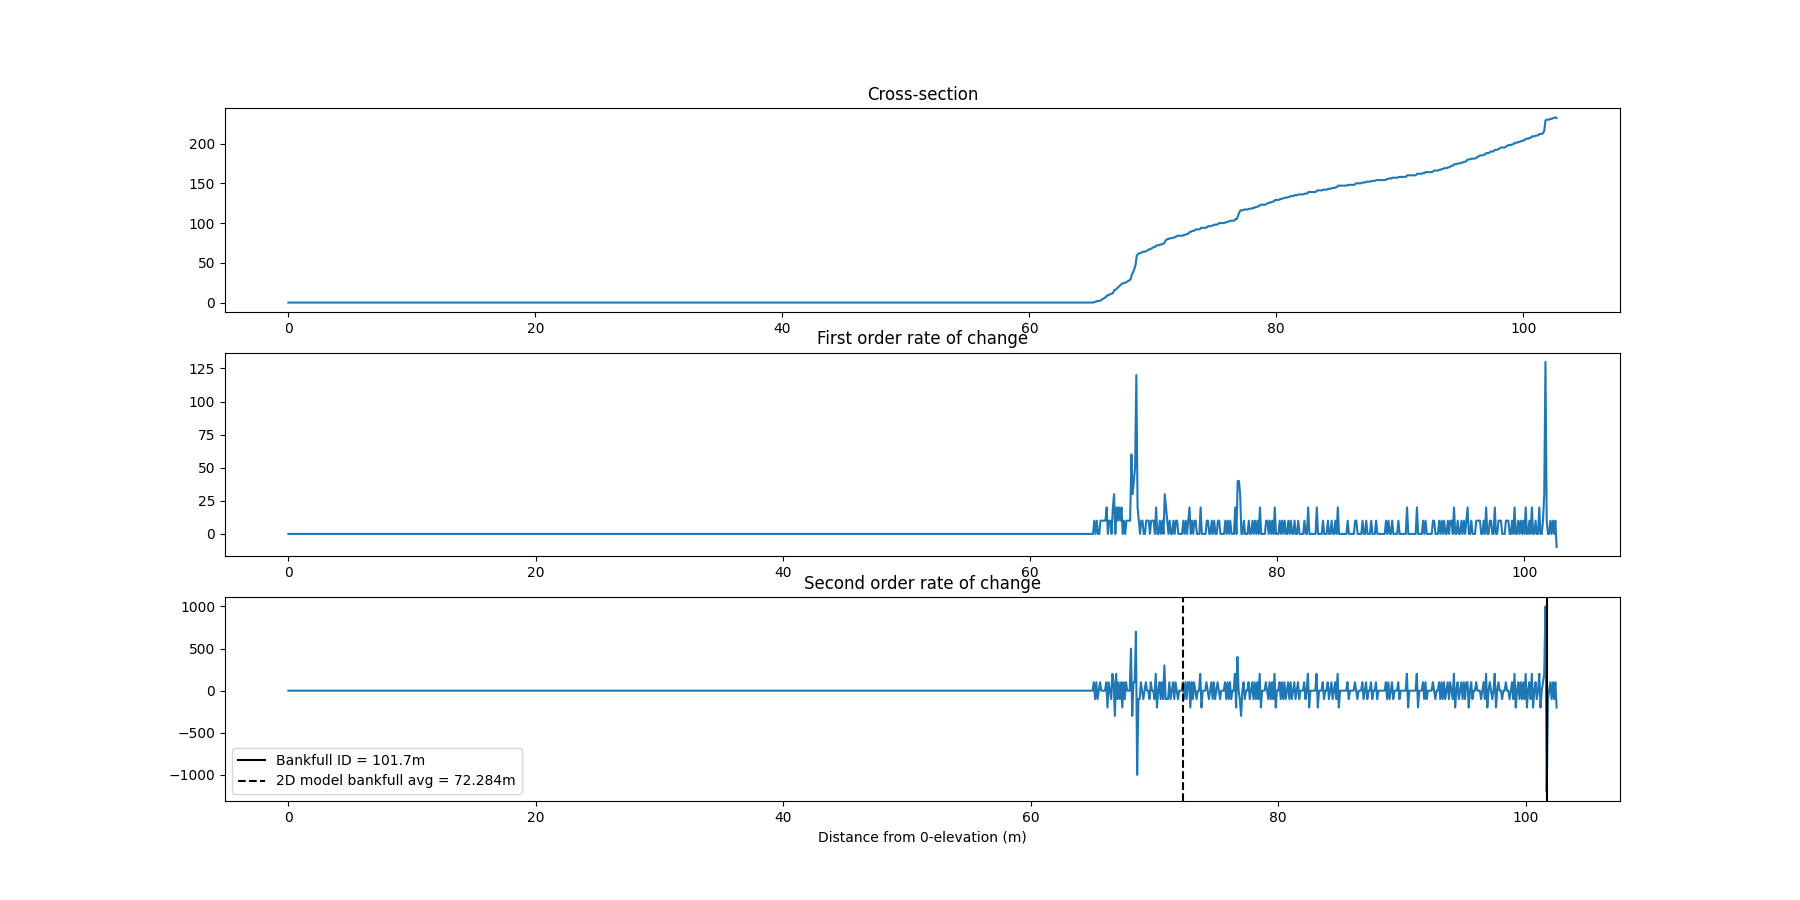 Cross-section
200
150
100
50
0
0 20 40 60 80 100
First order rate of change
125
100
75
50
25
0
0 20 40 60 80 100
Second order rate of change
1000
500
0
−500
−1000
Bankfull ID = 101.7m
2D model bankfull avg = 72.284m
0 20 40 60 80 100
Distance from 0-elevation (m)